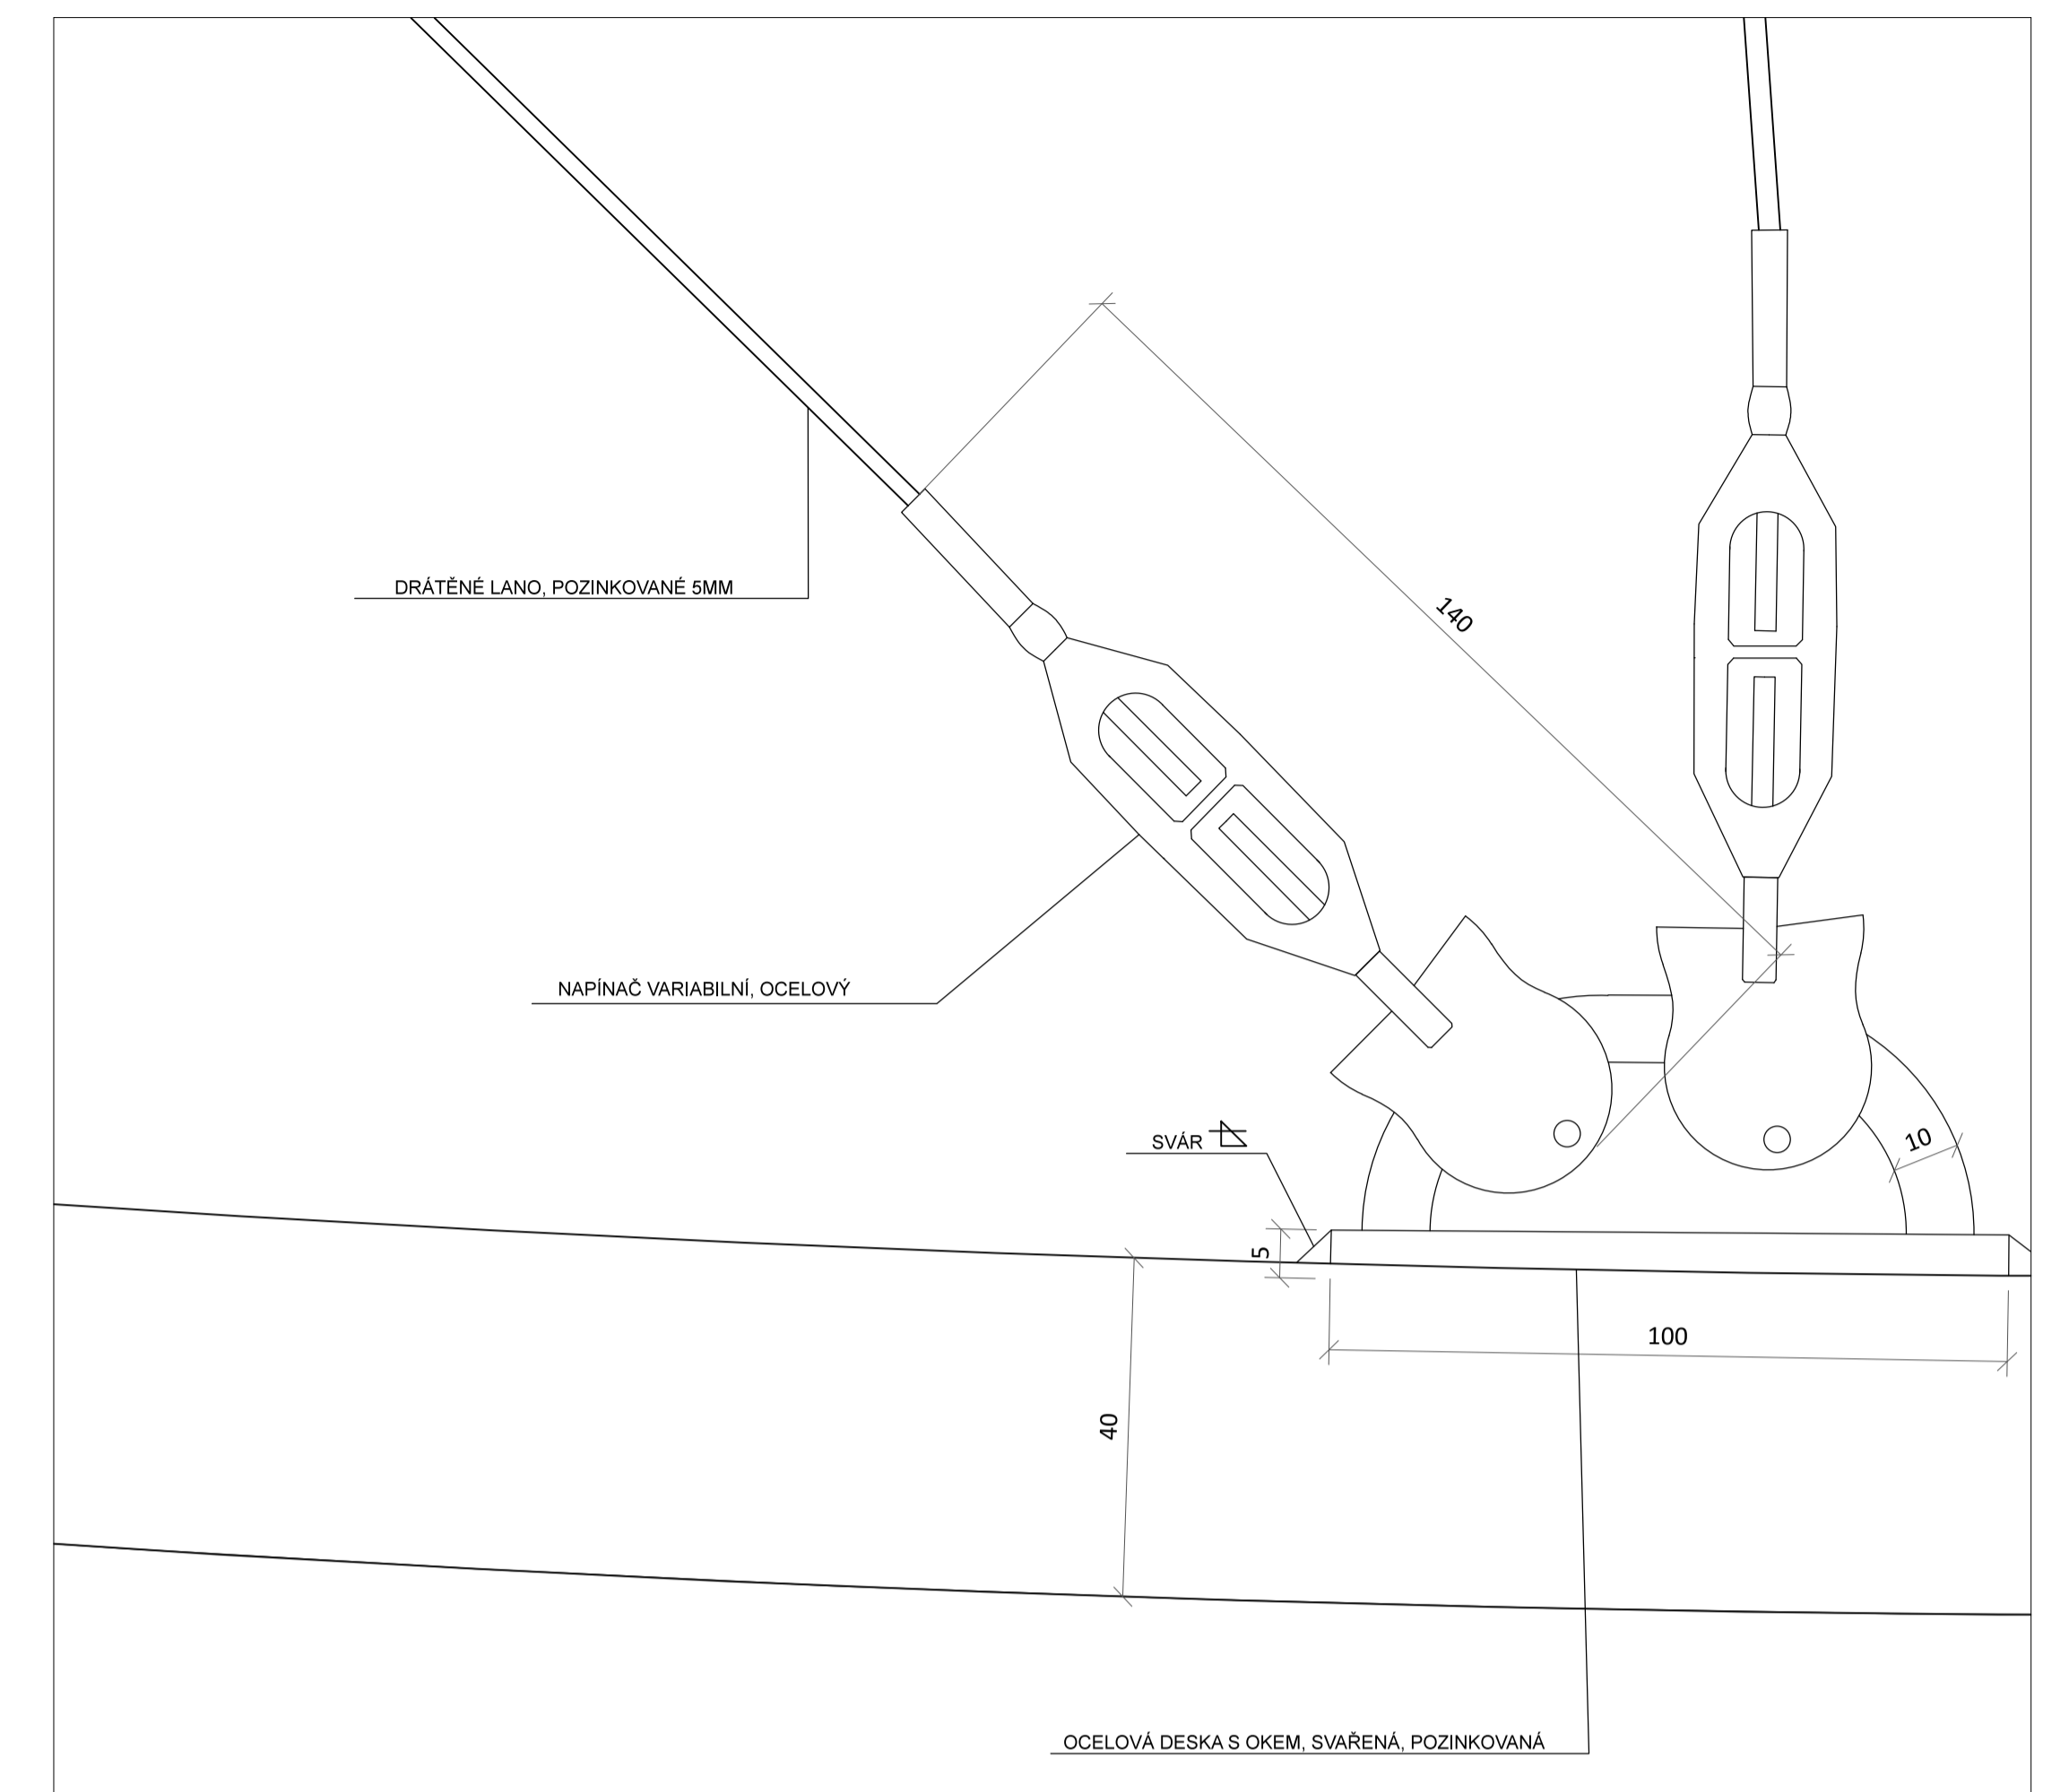 DRÁTĚNÉ LANO, POZINKOVANÉ 5MM
140
NAPÍNAČ VARIABILNÍ, OCELOVÝ
SVÁR
10
5
100
40
OCELOVÁ DESKA S OKEM, SVAŘENÁ, POZINKOVANÁ